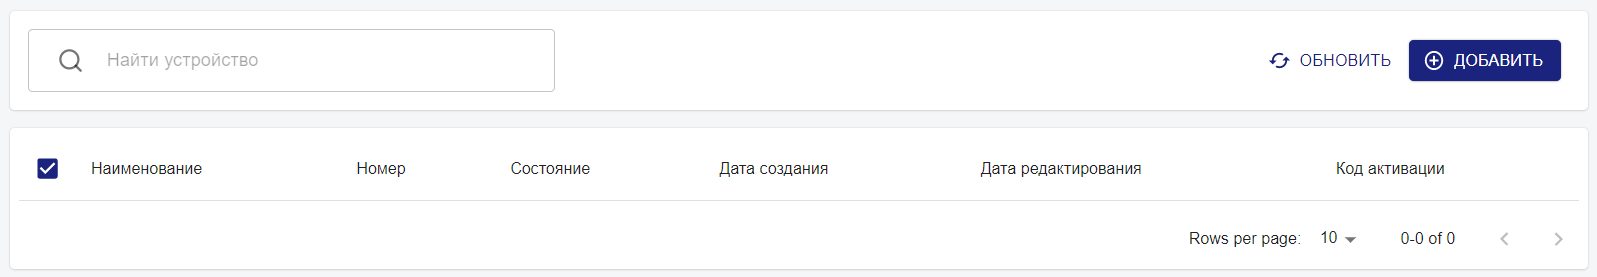 Найти устройство
ОБНОВИТЬ
ДОБАВИТЬ
Наименование Номер Состояние Дата создания Дата редактирования Код активации
Rows per page: 10 0-0 of 0